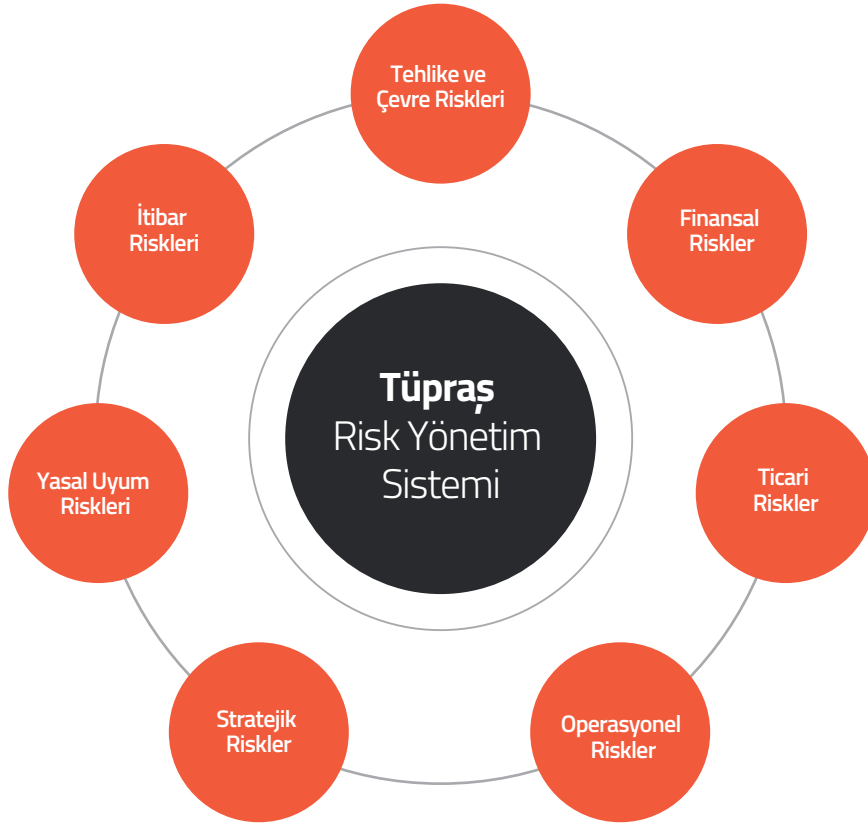 Tehlike ve
Çevre Riskleri
Finansal
Riskler
Ticari
Riskler
Operasyonel
Riskler
Stratejik
Riskler
Yasal Uyum
Riskleri
İtibar
Riskleri
Tüpraş
Risk Yönetim
Sistemi